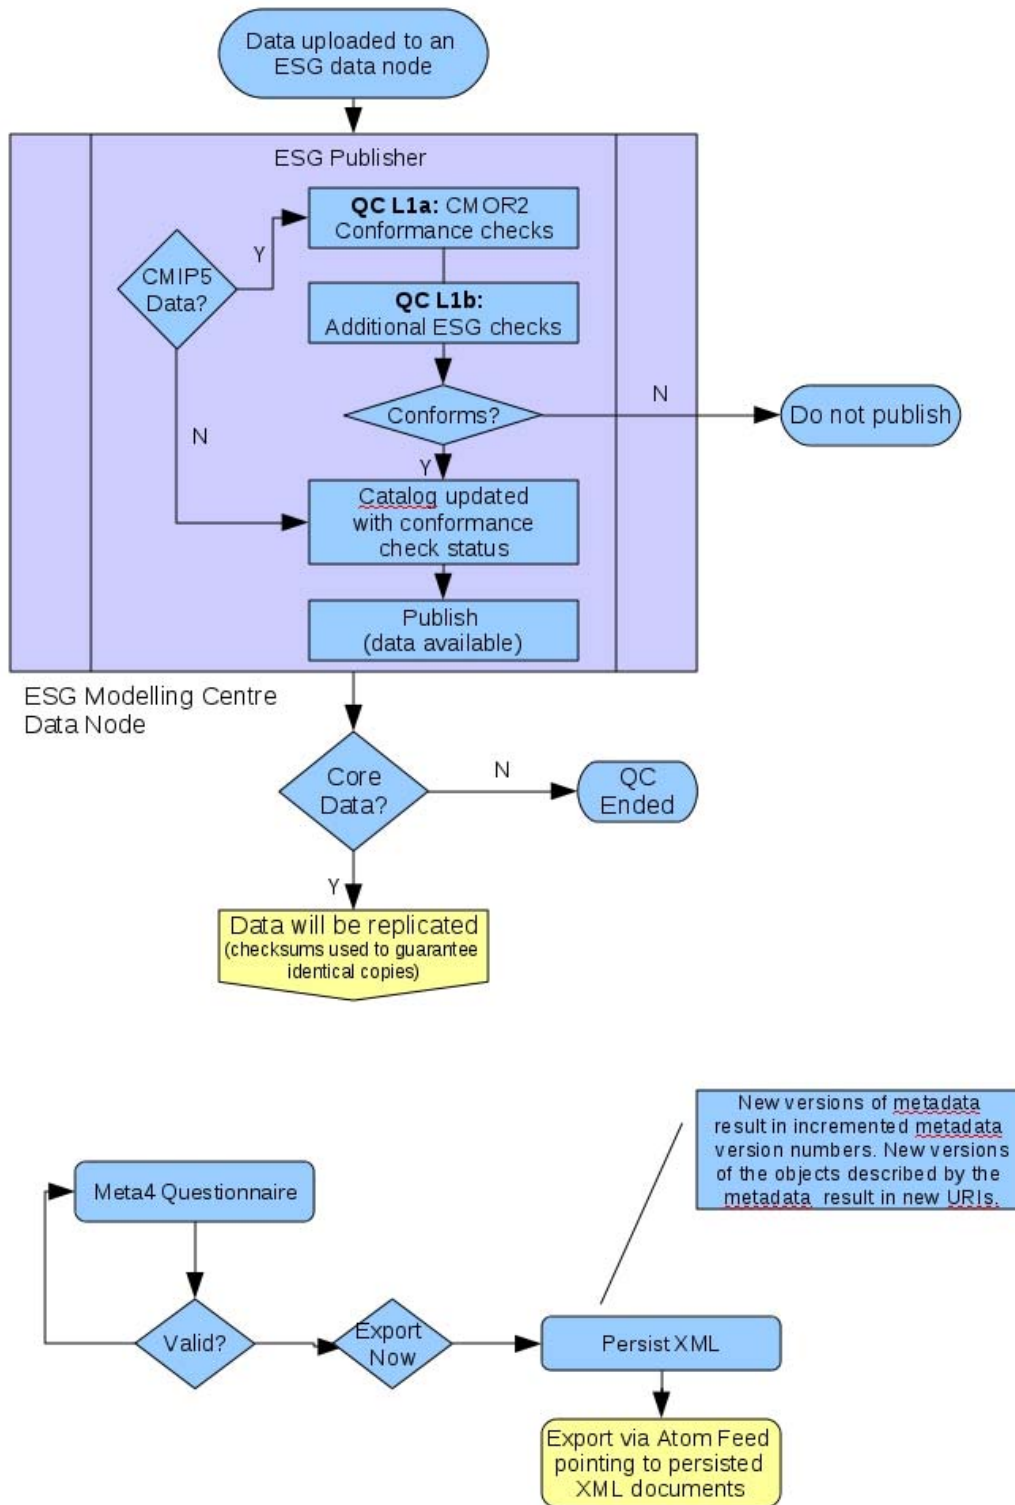 Data uploaded to an
ESG data node
ESG Publisher
QC L1a: CMOR2
Conformance checks
Y
CMIP5
Data?
QC L1b:
Additional ESG checks
N
Conforms?
Do not publish
N
Y
Catalog updated
with conformance
check status
Publish
(data available)
ESG Modelling Centre
Data Node
Core
Data?
N
QC
Ended
Y
Data will be replicated
(checksums used to guarantee
identical copies)
New versions of metadata
result in incremented metadata
version numbers. New versions
of the objects described by the
metadata result in new URIs.
Meta4 Questionnaire
Valid?
Export
Now
Persist XML
Export via Atom Feed
pointing to persisted
XML documents